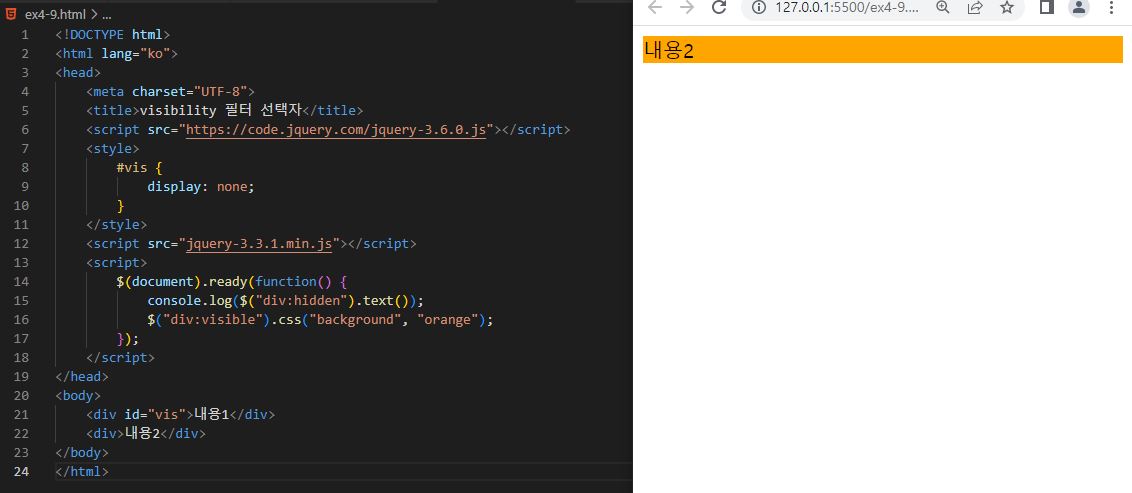 ex4-9.html > ...
1 <!DOCTYPE html>
2 <html lang="ko">
3 <head>
4 <meta charset="UTF-8">
5 <title>visibility 필터 선택자</title>
6 <script src="https://code.jquery.com/jquery-3.6.0.js"></script>
7 <style>
8 #vis {
9 display: none;
10 }
11 </style>
12 <script src="jquery-3.3.1.min.js"></script>
13 <script>
14 $(document).ready(function() {
15 console.log($("div:hidden").text());
16 $("div:visible").css("background", "orange");
17 });
18 </script>
19 </head>
20 <body>
21 <div id="vis">내용1</div>
22 <div>내용2</div>
23 </body>
24 </html>
127.0.0.1:5500/ex4-9....
내용2